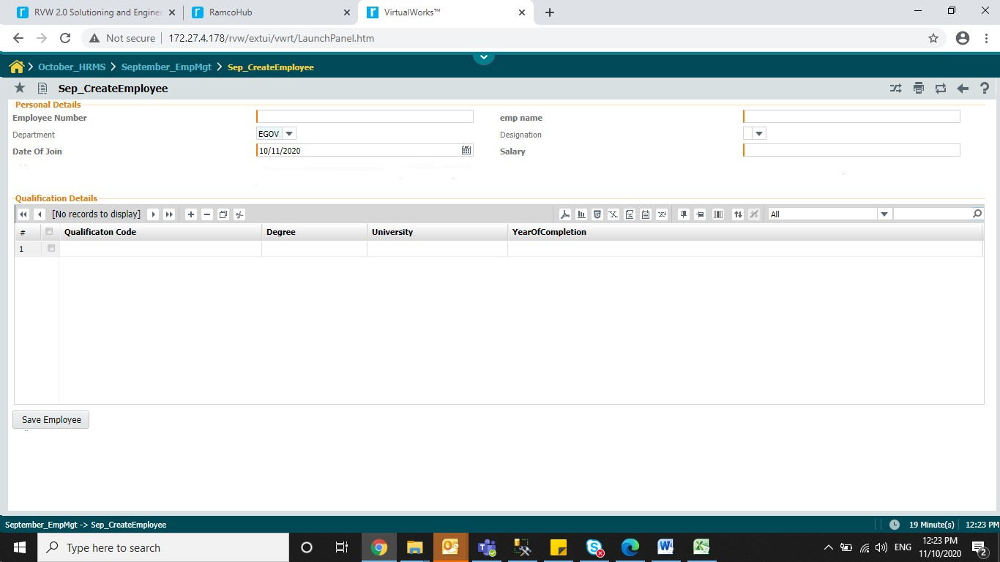 RVW 2.0 Solutioning and Engine
RamcoHub
VirtualWorks™
Not secure
172.27.4.178/rvw/extui/vwrt/LaunchPanel.htm
October_HRMS > September_EmpMgt > Sep_CreateEmployee
Sep_CreateEmployee
Personal Details
Employee Number
emp name
Department
EGOV
Designation
Date Of Join
10/11/2020
Salary
Qualification Details
[No records to display]
All
# Qualificaton Code Degree University YearOfCompletion
1
Save Employee
September_EmpMgt -> Sep_CreateEmployee
19 Minute(s)
12:23 PM
Type here to search
ENG
12:23 PM
11/10/2020
2